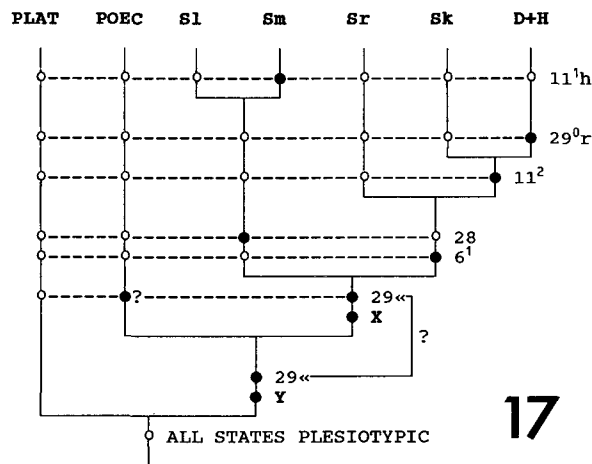 PLAT POEC Sl Sm Sr Sk D+H
11¹h
29⁰r
11²
28
6¹
? 29«
X
?
29«
Y
17
ALL STATES PLESIOTYPIC